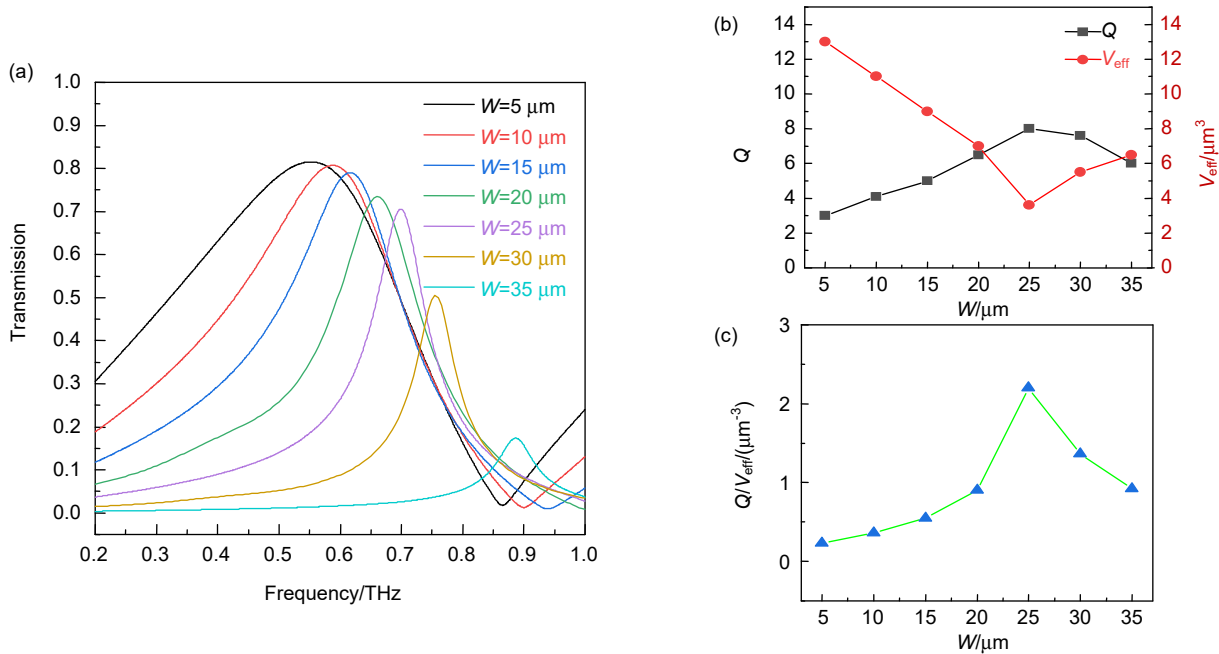 (a)
1.0
0.9
0.8
0.7
0.6
0.5
0.4
0.3
0.2
0.1
0.0
Transmission
0.2 0.3 0.4 0.5 0.6 0.7 0.8 0.9 1.0
Frequency/THz
W=5 μm
W=10 μm
W=15 μm
W=20 μm
W=25 μm
W=30 μm
W=35 μm
(b)
14
12
10
8
6
4
2
0
Q
Q
Veff
14
12
10
8
6
4
2
0
Veff/μm³
5 10 15 20 25 30 35
W/μm
(c)
3
2
1
0
Q/Veff/(μm⁻³)
5 10 15 20 25 30 35
W/μm